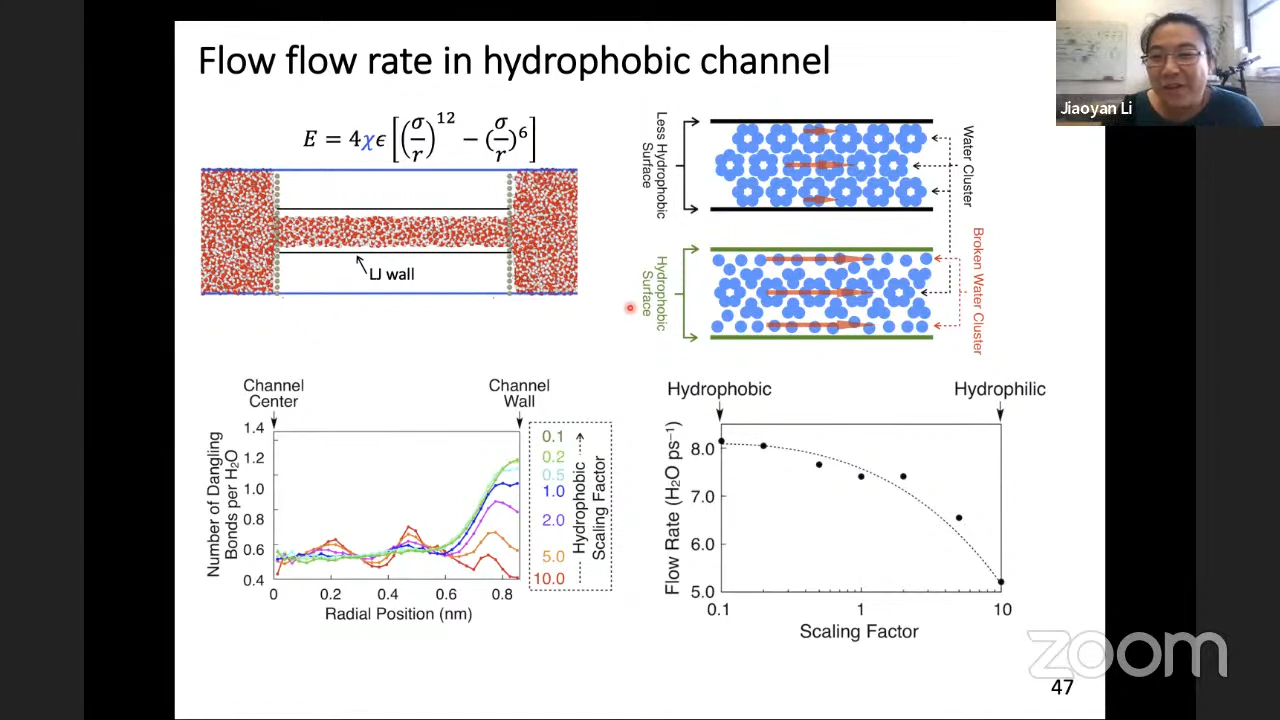 Flow flow rate in hydrophobic channel
Jiaoyan Li
E = 4χϵ [(σ/r)^12 − (σ/r)^6]
LJ wall
Less Hydrophobic
Surface
Water Cluster
Hydrophobic
Surface
Broken Water Cluster
Channel
Center
Channel
Wall
Number of Dangling
Bonds per H₂O
1.4
1.2
1.0
0.8
0.6
0.4
0
0.2
0.4
0.6
0.8
Radial Position (nm)
0.1
0.2
0.5
1.0
2.0
5.0
10.0
Hydrophobic
Scaling Factor
Hydrophobic
Hydrophilic
Flow Rate (H₂O ps⁻¹)
8.0
7.0
6.0
5.0
0.1
1
10
Scaling Factor
zoom
47